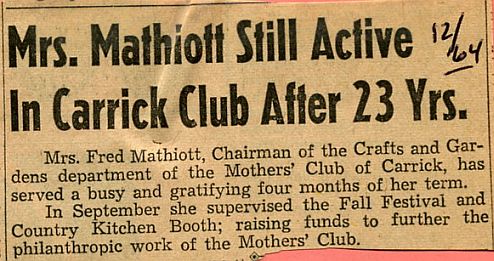 Mrs. Mathiott Still Active
12/64
In Carrick Club After 23 Yrs.
Mrs. Fred Mathiott, Chairman of the Crafts and Gar-
dens department of the Mothers' Club of Carrick, has
served a busy and gratifying four months of her term.
In September she supervised the Fall Festival and
Country Kitchen Booth; raising funds to further the
philanthropic work of the Mothers' Club.